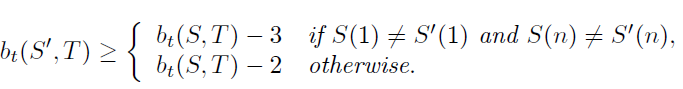 b_t(S′, T) ≥ { b_t(S, T) − 3 if S(1) ≠ S′(1) and S(n) ≠ S′(n),
b_t(S, T) − 2 otherwise.